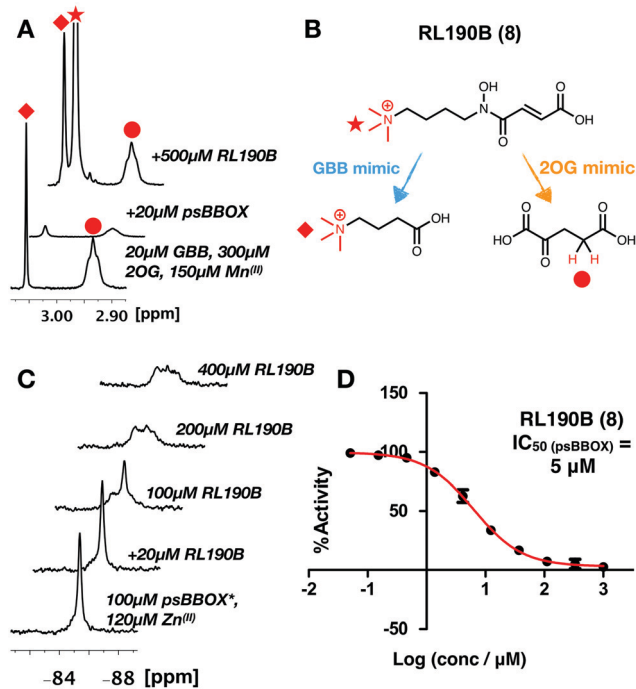 A
+500µM RL190B
+20µM psBBOX
20µM GBB, 300µM
2OG, 150µM Mn(II)
3.00 2.90 [ppm]
B
RL190B (8)
OH
N
⊕
N
O
O
OH
GBB mimic
2OG mimic
N
⊕
OH
O
HO
O
O
O
OH
H H
C
400µM RL190B
200µM RL190B
100µM RL190B
+20µM RL190B
100µM psBBOX*,
120µM Zn(II)
-84 -88 [ppm]
D
RL190B (8)
IC50 (psBBOX) =
5 µM
150
100
50
-50
%Activity
-2 -1 0 1 2 3
Log (conc / µM)